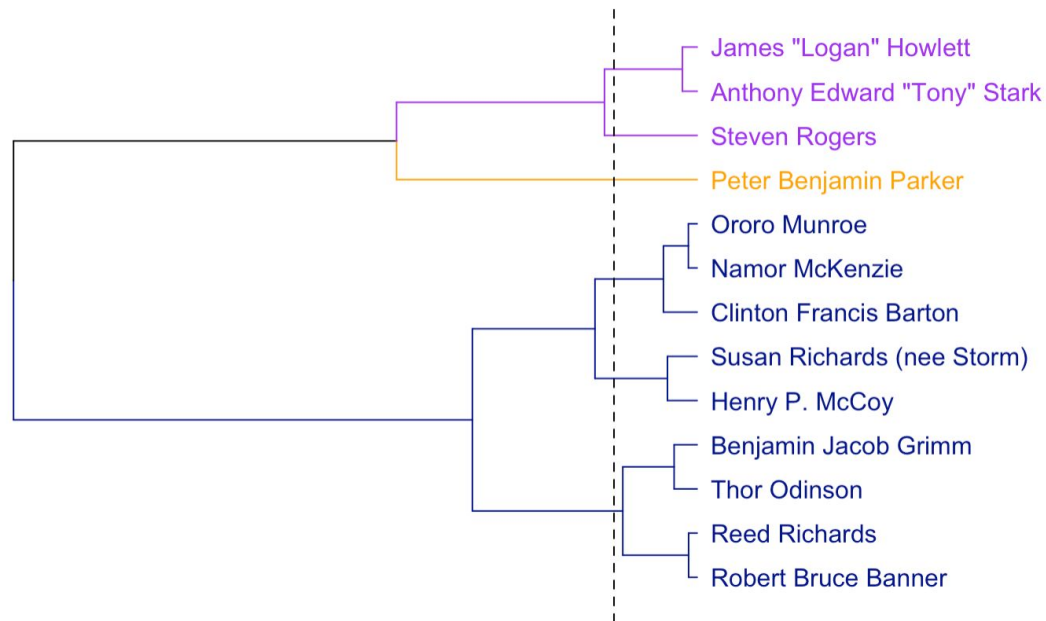 James "Logan" Howlett
Anthony Edward "Tony" Stark
Steven Rogers
Peter Benjamin Parker
Ororo Munroe
Namor McKenzie
Clinton Francis Barton
Susan Richards (nee Storm)
Henry P. McCoy
Benjamin Jacob Grimm
Thor Odinson
Reed Richards
Robert Bruce Banner